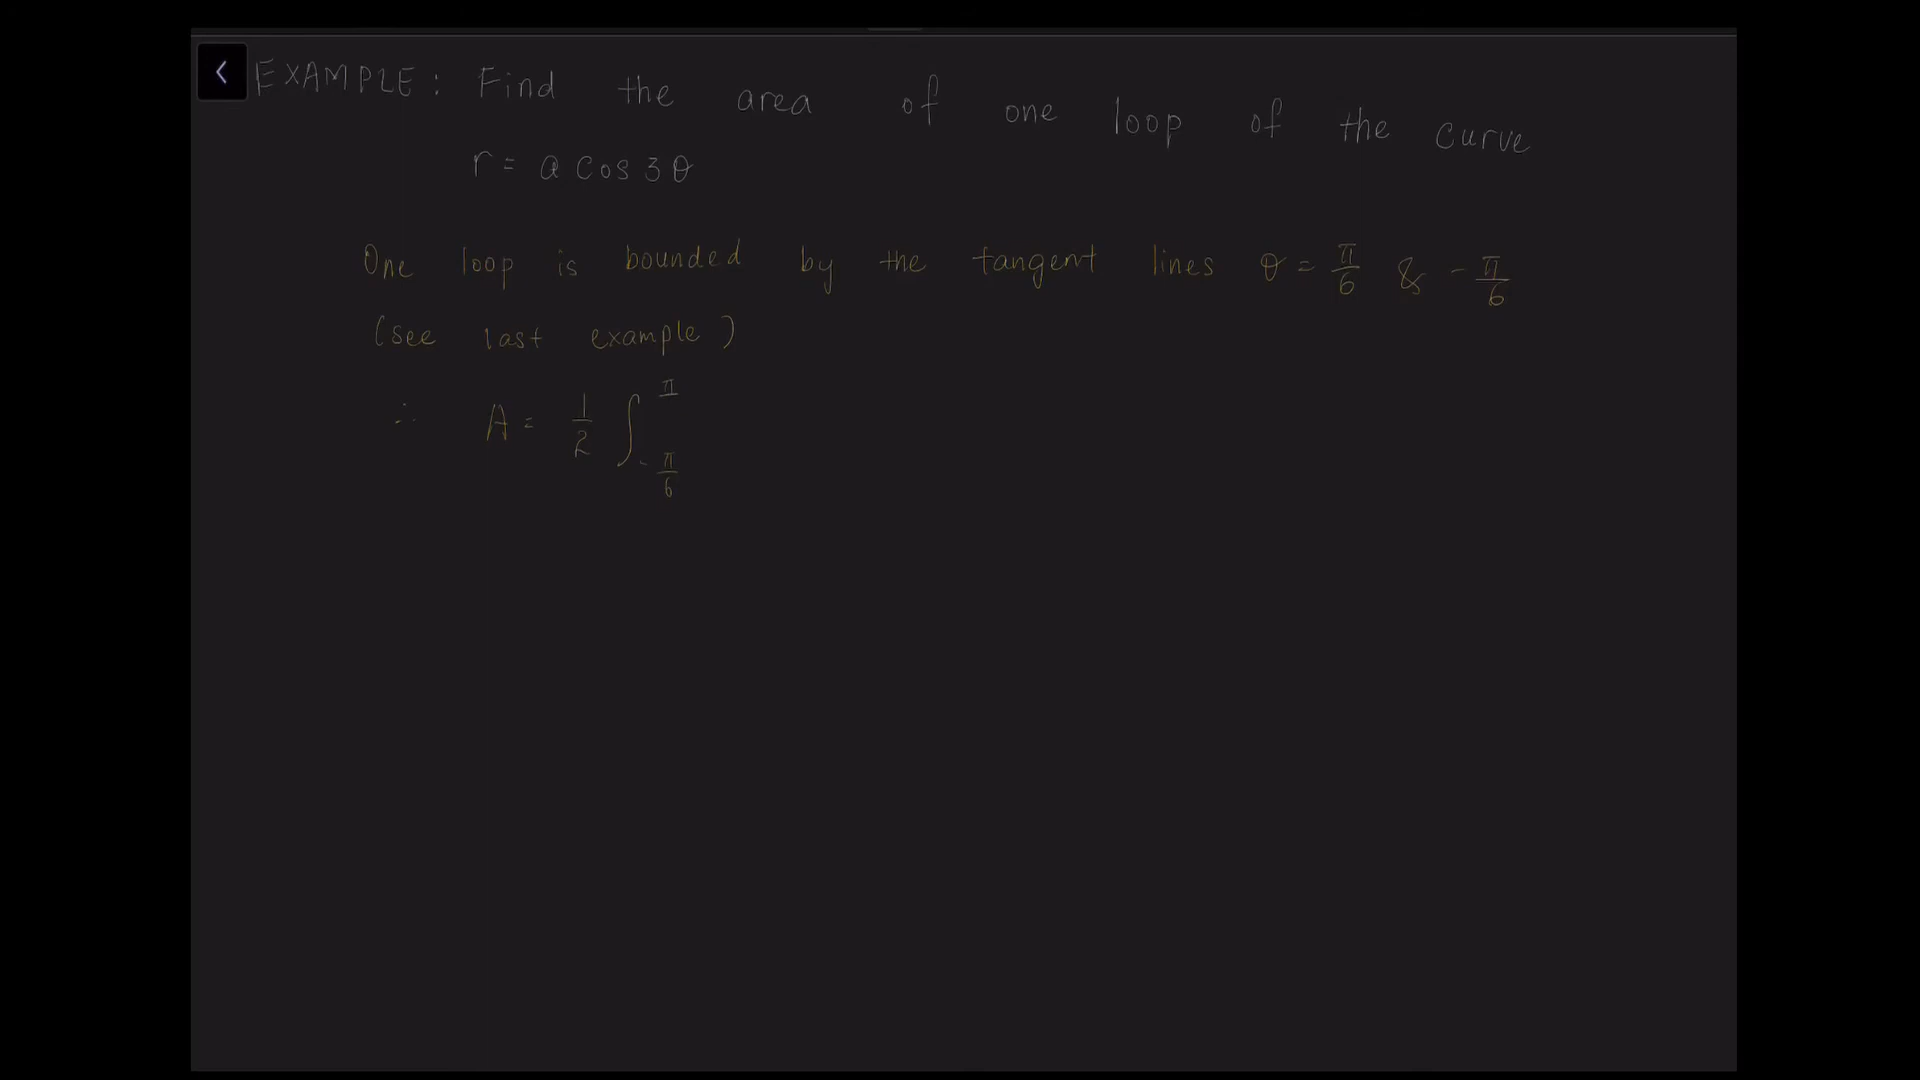 EXAMPLE: Find the area of one loop of the curve
r = a cos 3θ
One loop is bounded by the tangent lines θ = π/6 & -π/6
(see last example)
∴ A = 1/2 ∫_{-π/6}^{π}